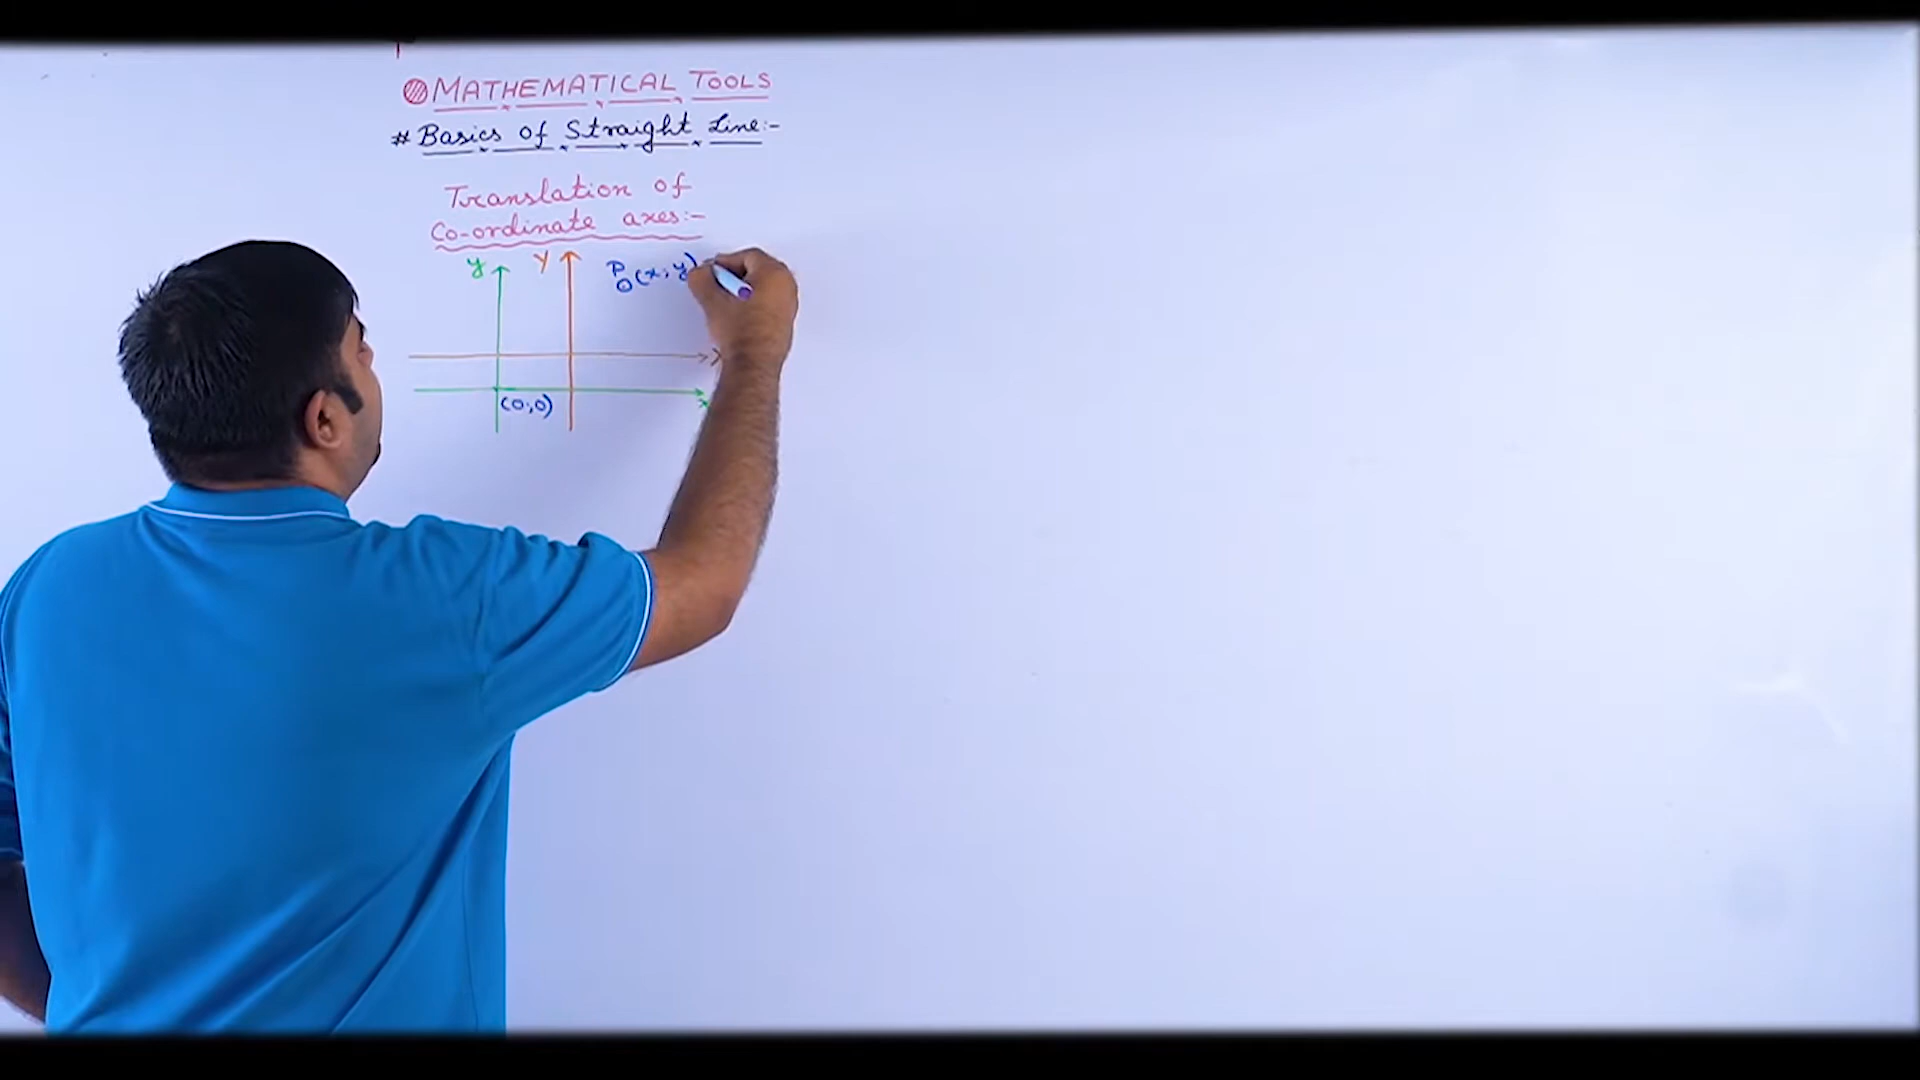 MATHEMATICAL TOOLS
# Basics of Straight Line:-
Translation of
Co-ordinate axes:-
y Y P (x, y)
X
(0,0) x